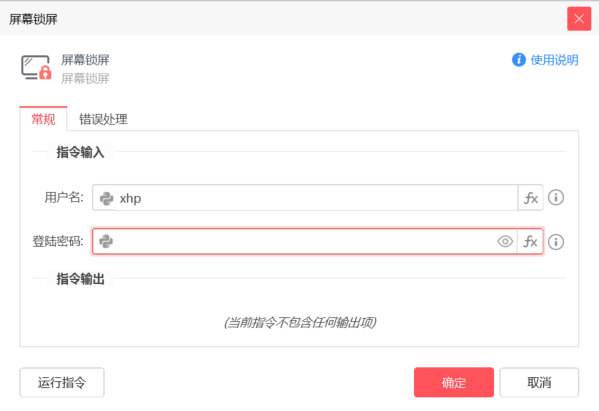 屏幕锁屏
屏幕锁屏
屏幕锁屏
使用说明
常规 错误处理
指令输入
用户名: xhp fx
登陆密码: fx
指令输出
(当前指令不包含任何输出项)
运行指令 确定 取消